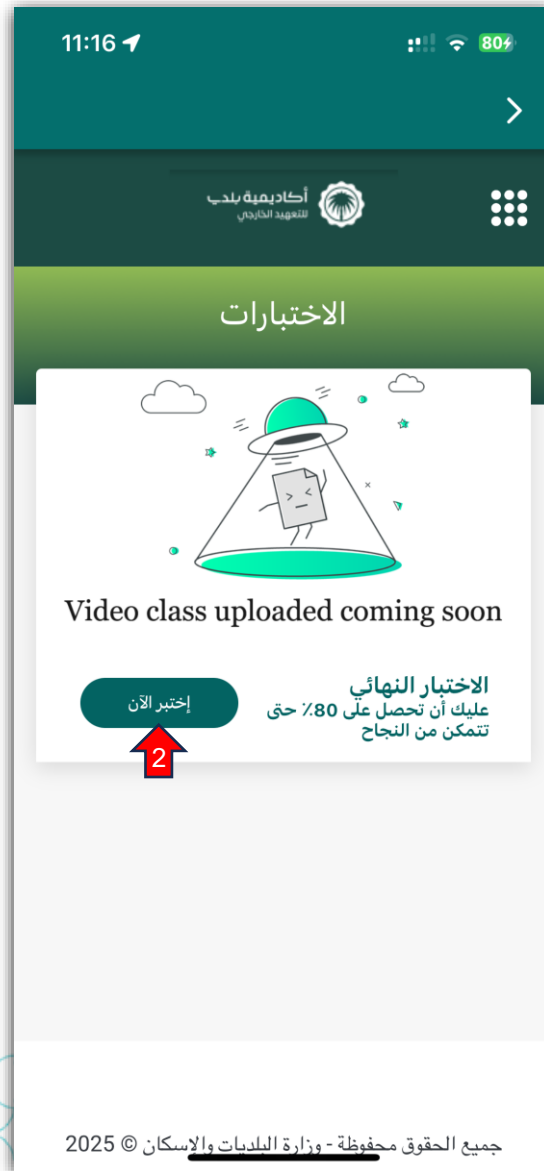 11:16
80
أكاديمية بلدي
للتعهيد الخارجي
الاختبارات
Video class uploaded coming soon
الاختبار النهائي
عليك أن تحصل على 80٪ حتى
تتمكن من النجاح
إختبر الآن
2
جميع الحقوق محفوظة - وزارة البلديات والإسكان © 2025